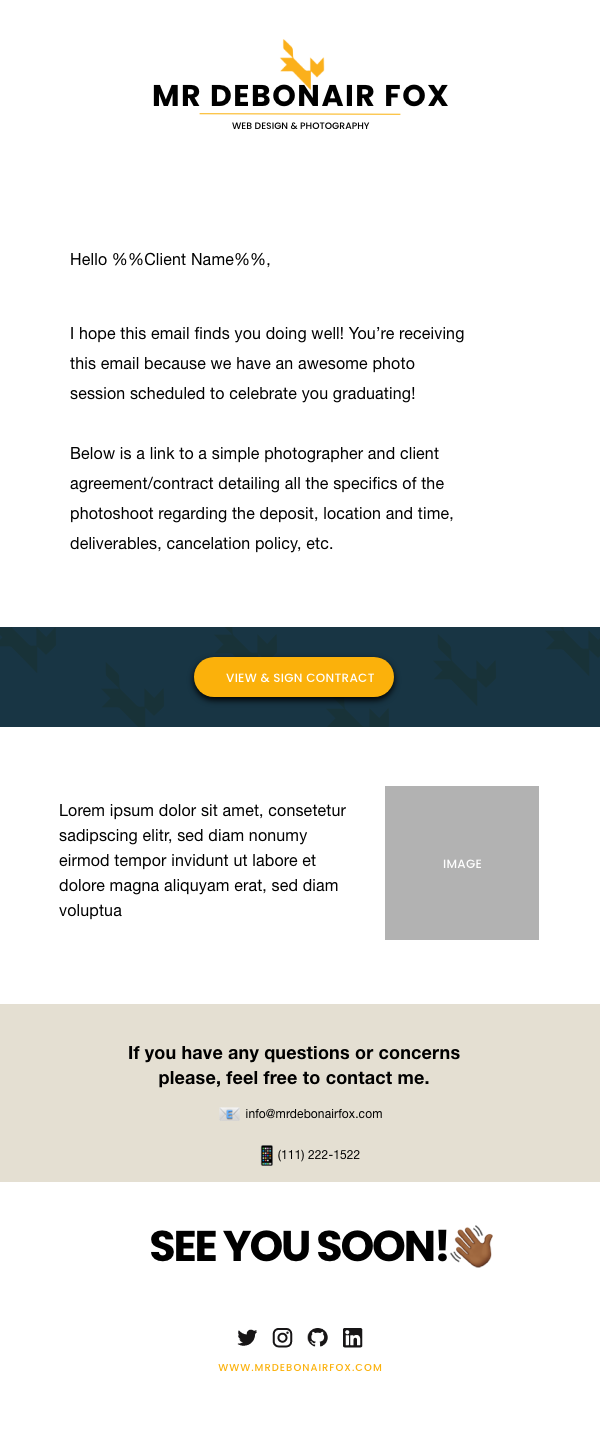 MR DEBONAIR FOX
WEB DESIGN & PHOTOGRAPHY
Hello %%Client Name%%,
I hope this email finds you doing well! You’re receiving
this email because we have an awesome photo
session scheduled to celebrate you graduating!
Below is a link to a simple photographer and client
agreement/contract detailing all the specifics of the
photoshoot regarding the deposit, location and time,
deliverables, cancelation policy, etc.
VIEW & SIGN CONTRACT
Lorem ipsum dolor sit amet, consetetur
sadipscing elitr, sed diam nonumy
eirmod tempor invidunt ut labore et
dolore magna aliquyam erat, sed diam
voluptua
IMAGE
If you have any questions or concerns
please, feel free to contact me.
info@mrdebonairfox.com
(111) 222-1522
SEE YOU SOON!
WWW.MRDEBONAIRFOX.COM